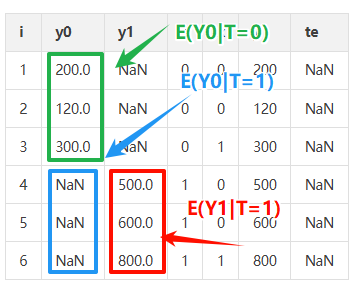 i y0 y1 te
E(Y0|T=0)
1 200.0 NaN 0 0 200 NaN
E(Y0|T=1)
2 120.0 NaN 0 0 120 NaN
3 300.0 NaN 0 1 300 NaN
4 NaN 500.0 1 0 500 NaN
E(Y1|T=1)
5 NaN 600.0 1 0 600 NaN
6 NaN 800.0 1 1 800 NaN